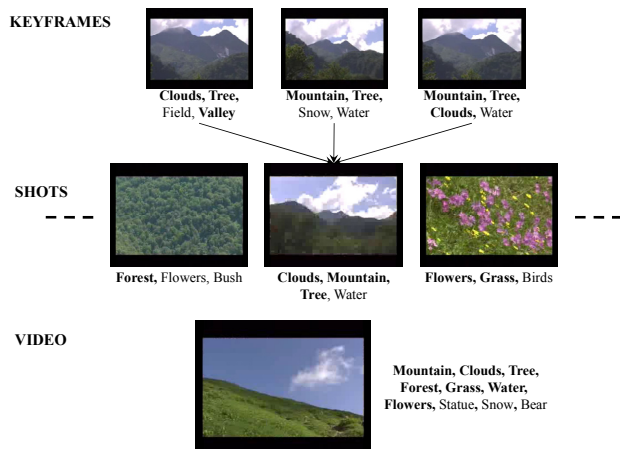 KEYFRAMES
Clouds, Tree,
Field, Valley
Mountain, Tree,
Snow, Water
Mountain, Tree,
Clouds, Water
SHOTS
Forest, Flowers, Bush
Clouds, Mountain,
Tree, Water
Flowers, Grass, Birds
VIDEO
Mountain, Clouds, Tree,
Forest, Grass, Water,
Flowers, Statue, Snow, Bear